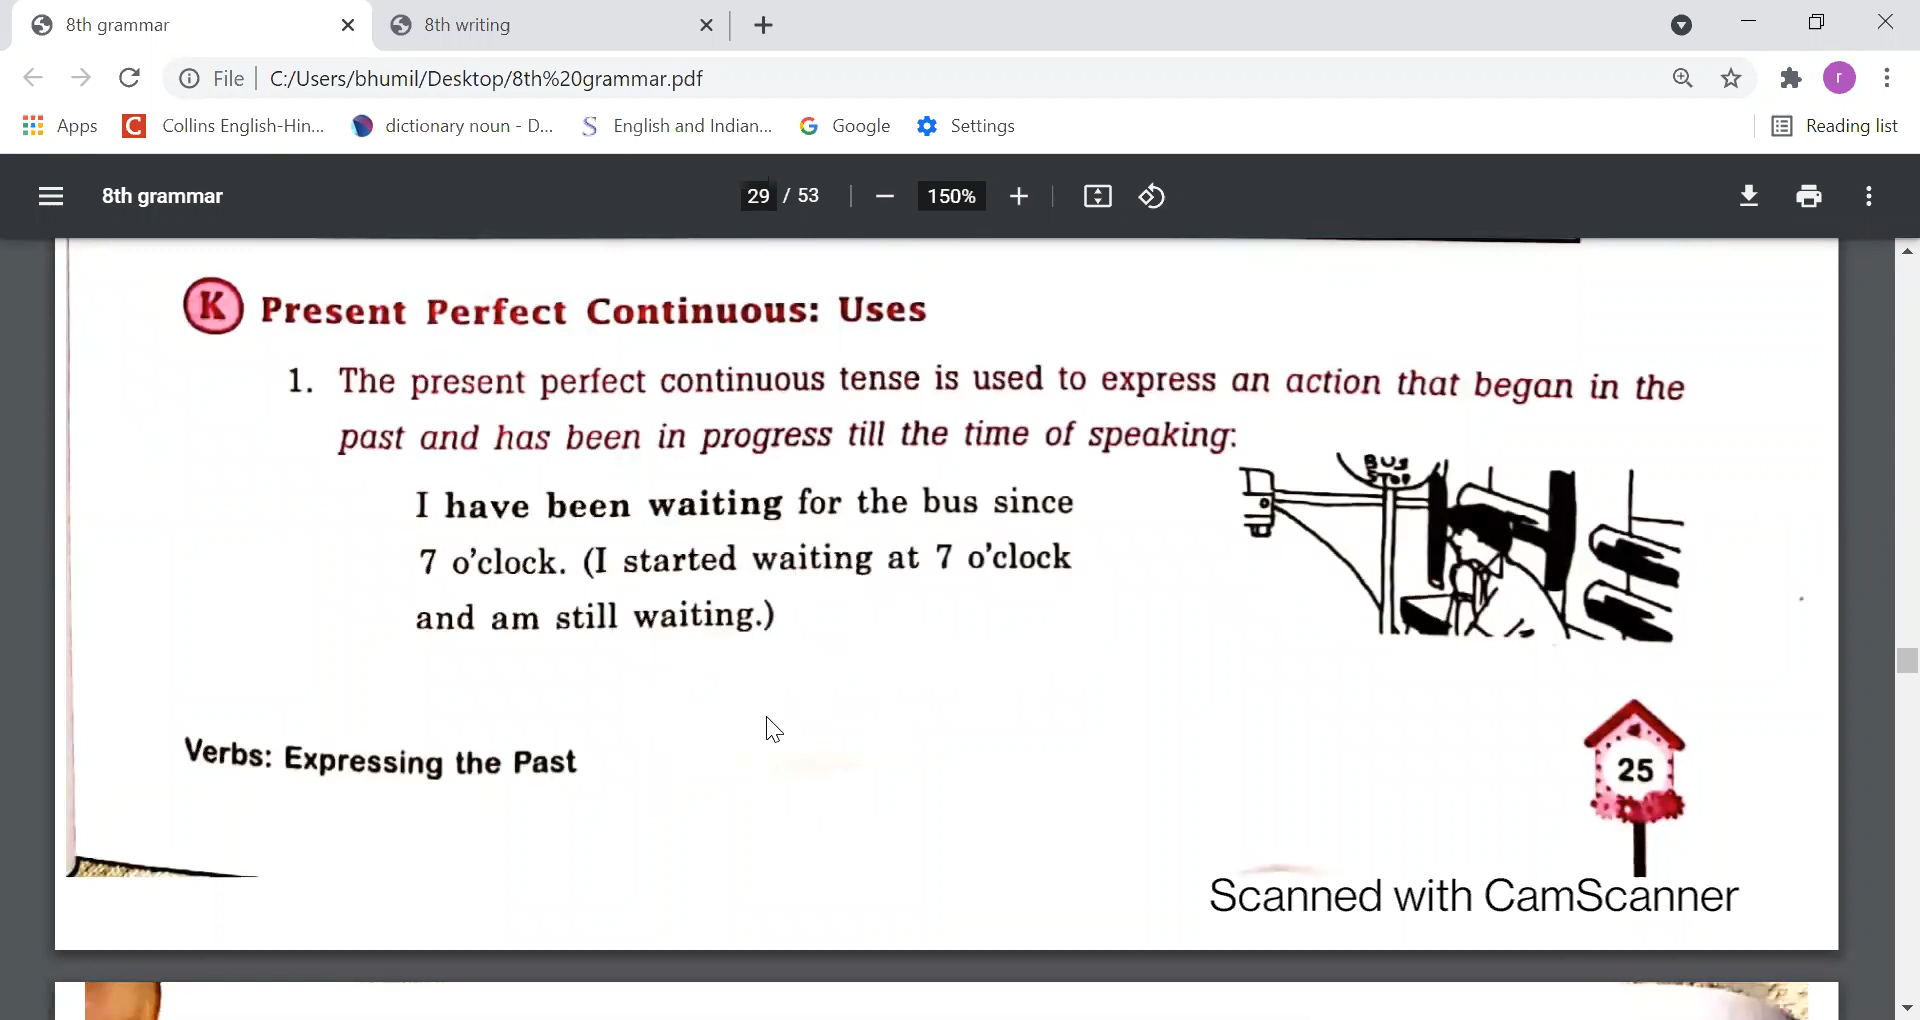 8th grammar
8th writing
File
C:/Users/bhumil/Desktop/8th%20grammar.pdf
r
Apps
Collins English-Hin...
dictionary noun - D...
English and Indian...
Google
Settings
Reading list
8th grammar
29 / 53
150%
K Present Perfect Continuous: Uses
1. The present perfect continuous tense is used to express an action that began in the
past and has been in progress till the time of speaking:
BUS
STOP
I have been waiting for the bus since
7 o'clock. (I started waiting at 7 o'clock
and am still waiting.)
Verbs: Expressing the Past
25
Scanned with CamScanner